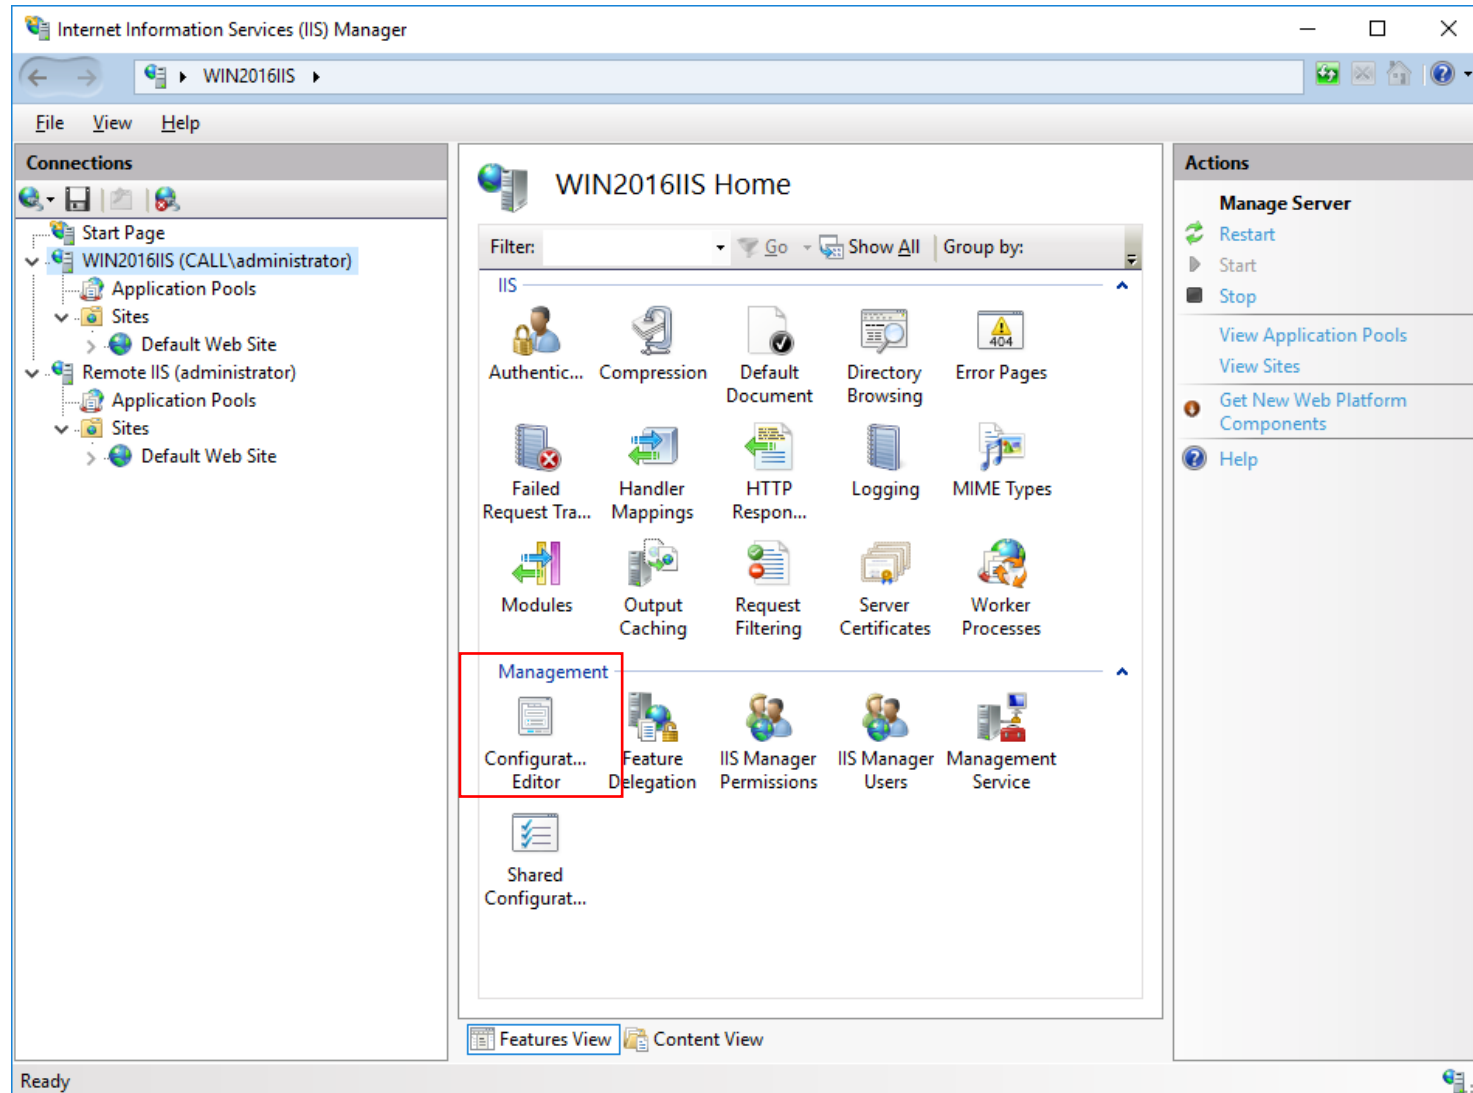 Internet Information Services (IIS) Manager
WIN2016IIS
File View Help
Connections
Start Page
WIN2016IIS (CALL\administrator)
Application Pools
Sites
Default Web Site
Remote IIS (administrator)
Application Pools
Sites
Default Web Site
WIN2016IIS Home
Filter: Go Show All Group by:
IIS
Authentic... Compression Default Document Directory Browsing Error Pages
404
Failed Request Tra... Handler Mappings HTTP Respon... Logging MIME Types
Modules Output Caching Request Filtering Server Certificates Worker Processes
Management
Configurat... Editor Feature Delegation IIS Manager Permissions IIS Manager Users Management Service
Shared Configurat...
Features View Content View
Actions
Manage Server
Restart
Start
Stop
View Application Pools
View Sites
Get New Web Platform
Components
Help
Ready